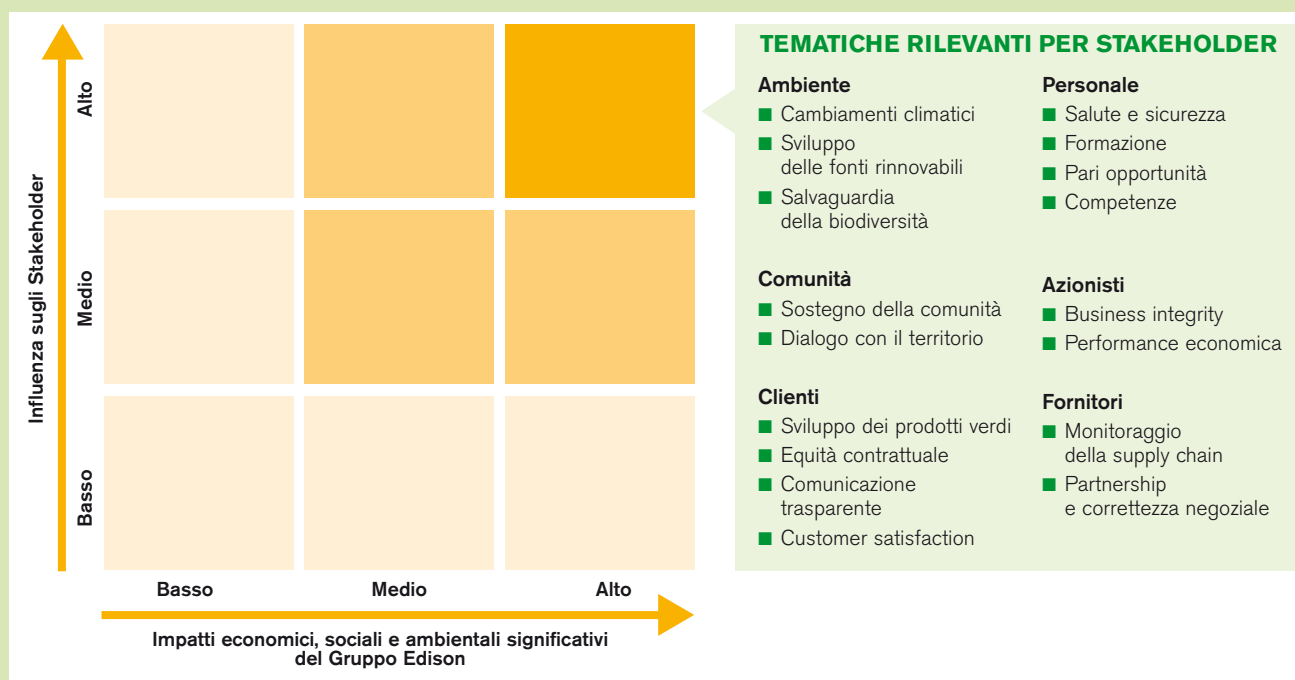 Influenza sugli Stakeholder
Alto
Medio
Basso
Basso
Medio
Alto
Impatti economici, sociali e ambientali significativi
del Gruppo Edison
TEMATICHE RILEVANTI PER STAKEHOLDER
Ambiente
■ Cambiamenti climatici
■ Sviluppo
delle fonti rinnovabili
■ Salvaguardia
della biodiversità
Comunità
■ Sostegno della comunità
■ Dialogo con il territorio
Clienti
■ Sviluppo dei prodotti verdi
■ Equità contrattuale
■ Comunicazione
trasparente
■ Customer satisfaction
Personale
■ Salute e sicurezza
■ Formazione
■ Pari opportunità
■ Competenze
Azionisti
■ Business integrity
■ Performance economica
Fornitori
■ Monitoraggio
della supply chain
■ Partnership
e correttezza negoziale